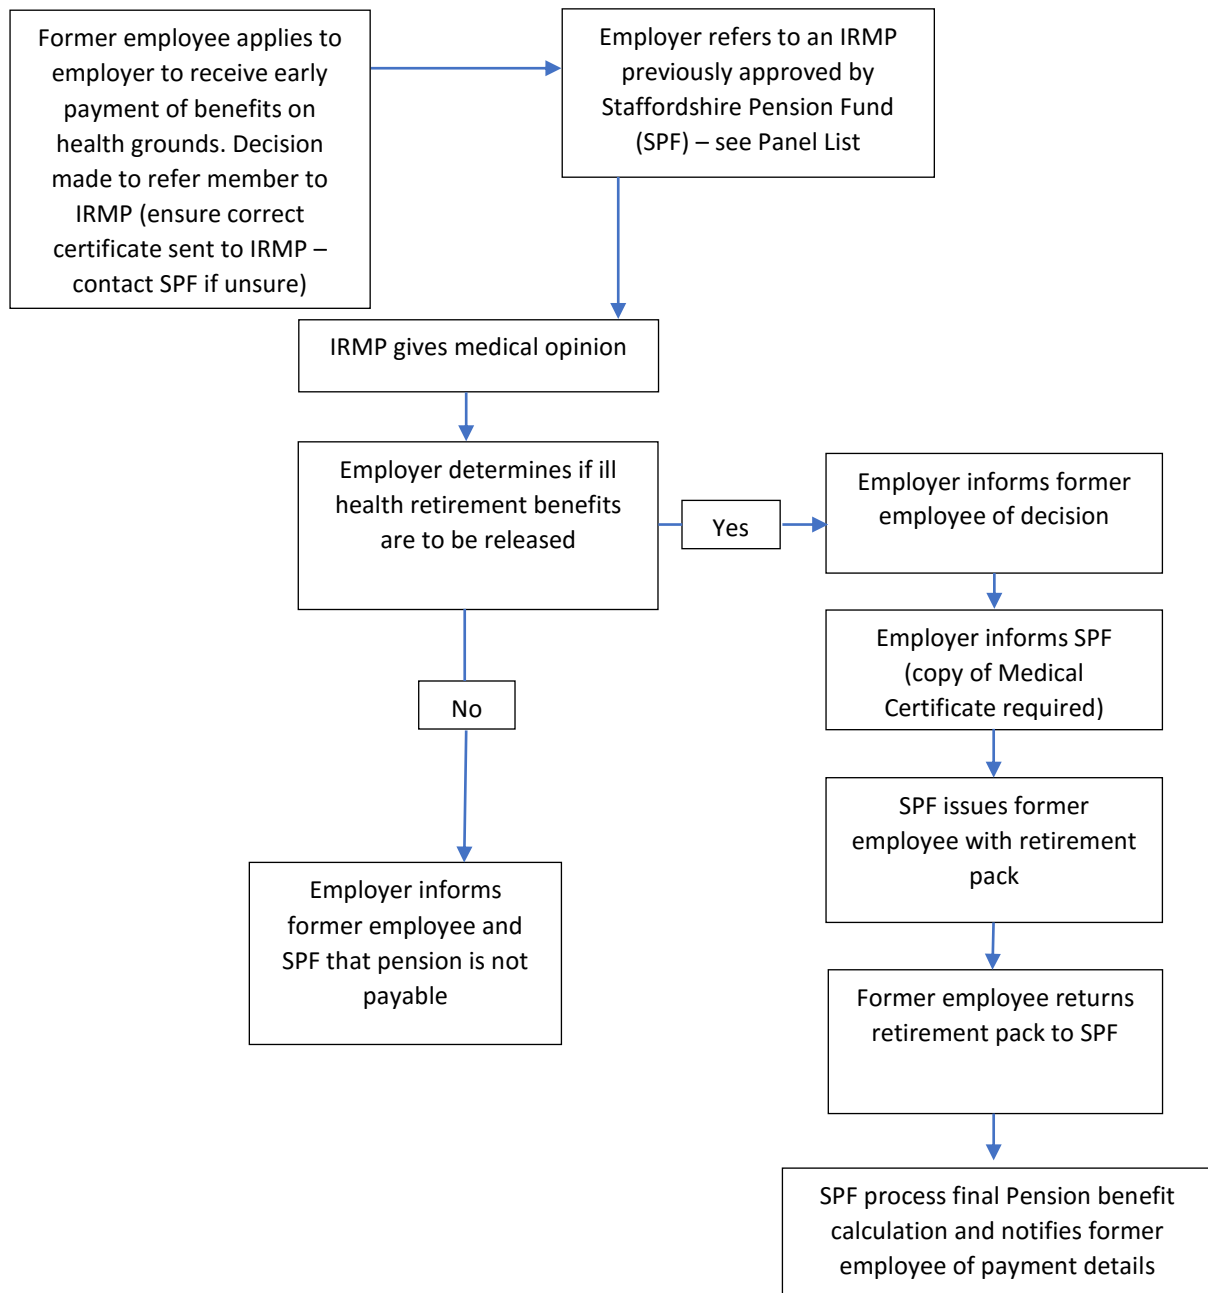 Former employee applies to
employer to receive early
payment of benefits on
health grounds. Decision
made to refer member to
IRMP (ensure correct
certificate sent to IRMP –
contact SPF if unsure)
Employer refers to an IRMP
previously approved by
Staffordshire Pension Fund
(SPF) – see Panel List
IRMP gives medical opinion
Employer determines if ill
health retirement benefits
are to be released
Yes
Employer informs former
employee of decision
Employer informs SPF
(copy of Medical
Certificate required)
No
SPF issues former
employee with retirement
pack
Employer informs
former employee and
SPF that pension is not
payable
Former employee returns
retirement pack to SPF
SPF process final Pension benefit
calculation and notifies former
employee of payment details